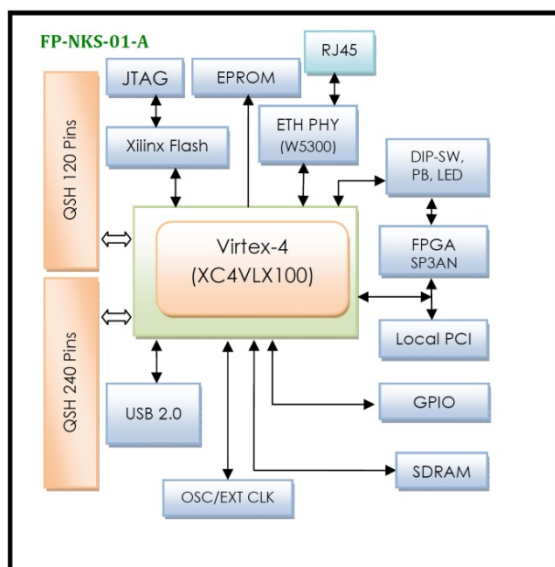 FP-NKS-01-A
RJ45
JTAG
EPROM
QSH 120 Pins
Xilinx Flash
ETH PHY
(W5300)
DIP-SW,
PB, LED
Virtex-4
(XC4VLX100)
FPGA
SP3AN
Local PCI
QSH 240 Pins
USB 2.0
GPIO
SDRAM
OSC/EXT CLK